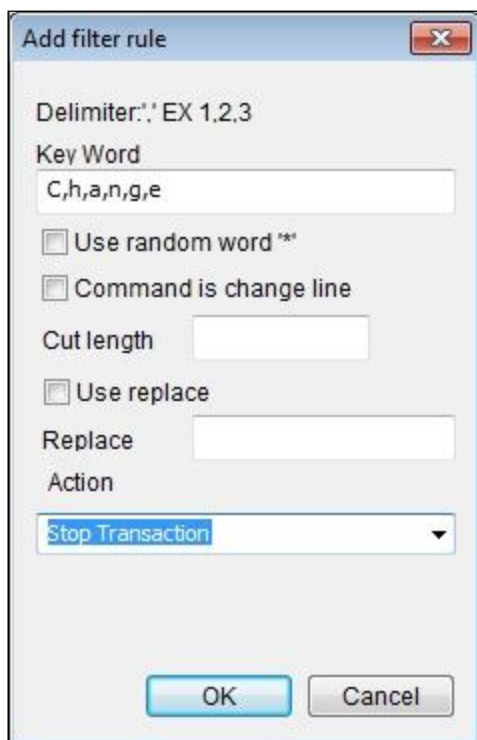 Add filter rule
Delimiter:',' EX 1,2,3
Key Word
C,h,a,n,g,e
Use random word '*'
Command is change line
Cut length
Use replace
Replace
Action
Stop Transaction
OK Cancel